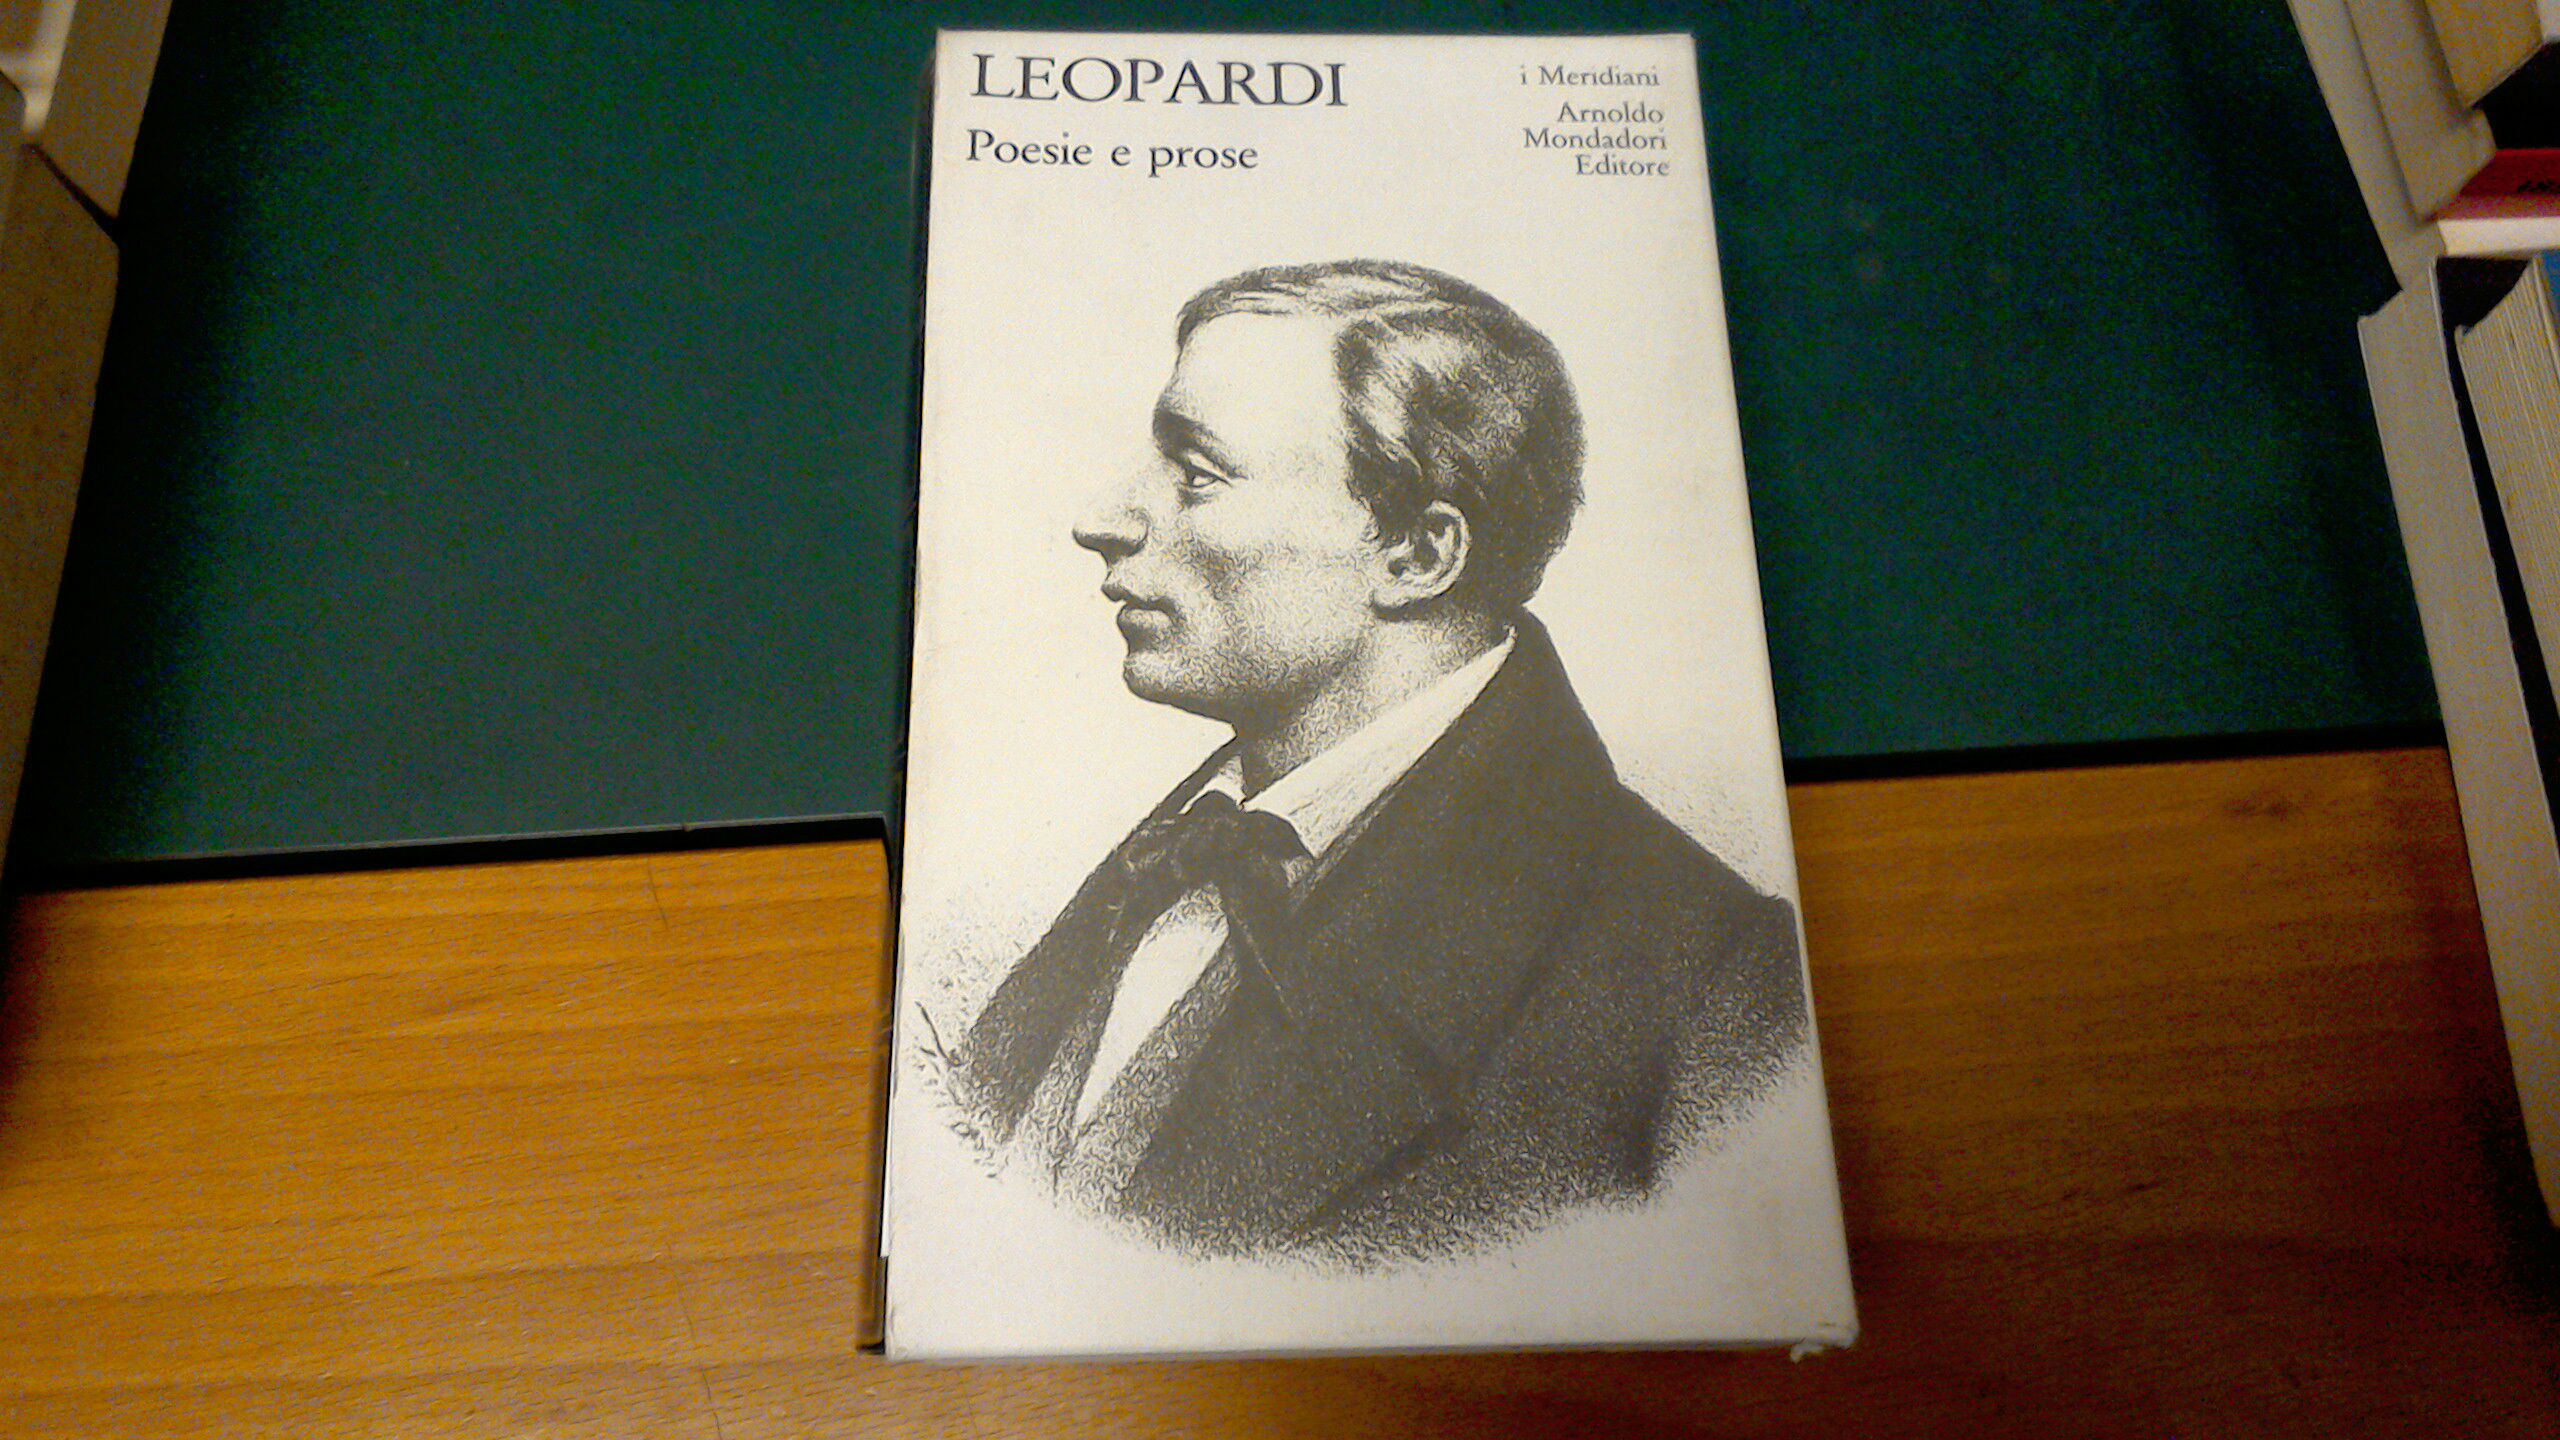 LEOPARDI
Poesie e prose
i Meridiani
Arnoldo
Mondadori
Editore